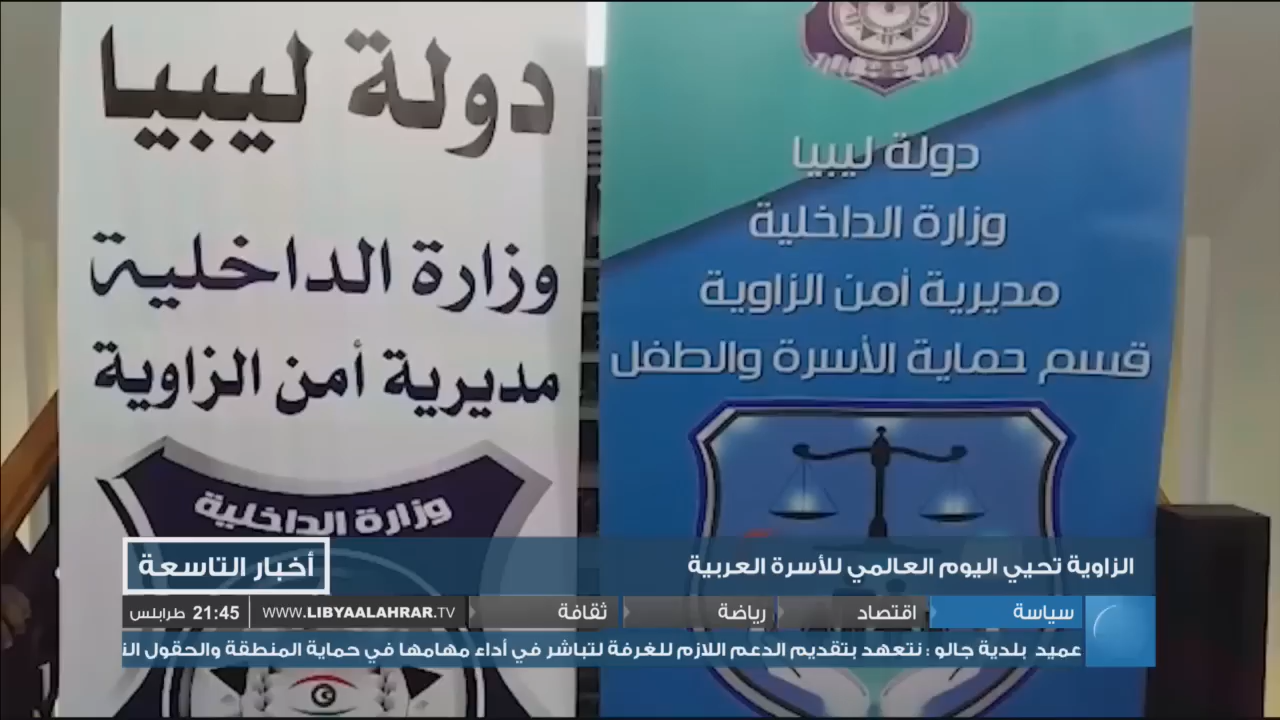 دولة ليبيا
وزارة الداخلية
مديرية أمن الزاوية
وزارة الداخلية
دولة ليبيا
وزارة الداخلية
مديرية أمن الزاوية
قسم حماية الأسرة والطفل
الزاوية تحيي اليوم العالمي للأسرة العربية
أخبار التاسعة
سياسة
اقتصاد
رياضة
ثقافة
WWW.LIBYAALAHRAR.TV
21:45 طرابلس
عميد بلدية جالو : نتعهد بتقديم الدعم اللازم للغرفة لتباشر في أداء مهامها في حماية المنطقة والحقول